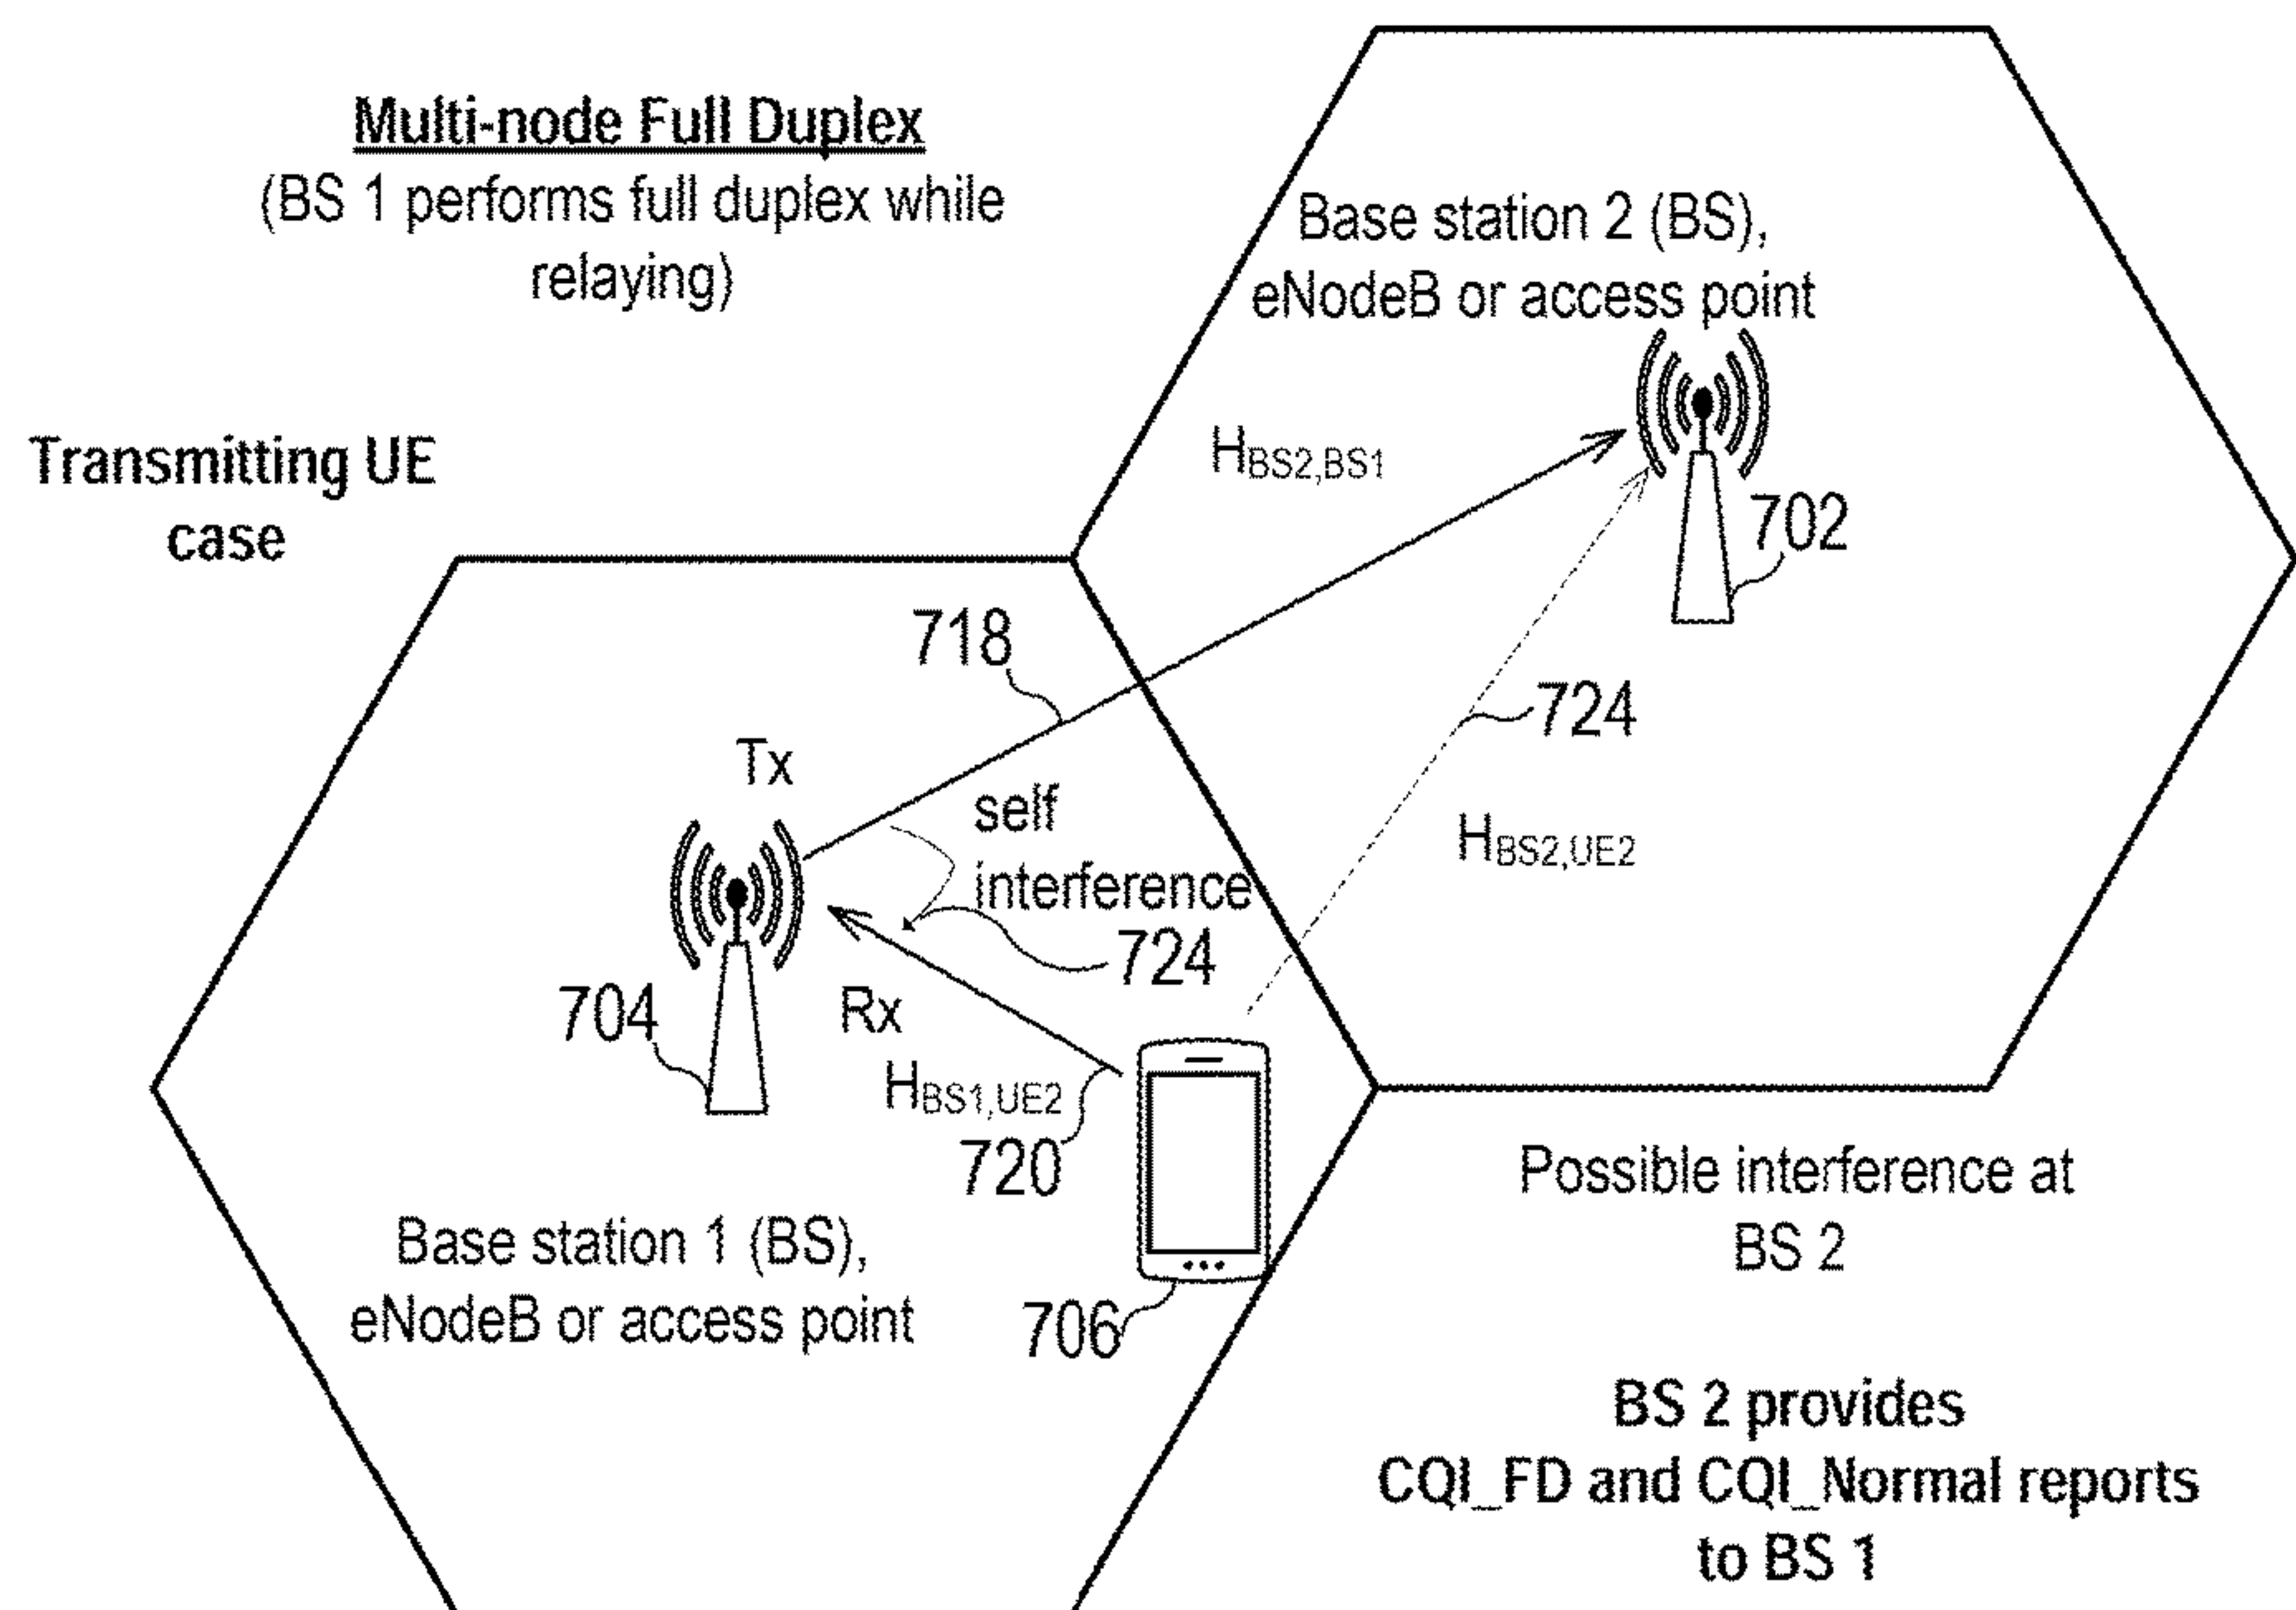 Multi-node Full Duplex
(BS 1 performs full duplex while
relaying)
Base station 2 (BS),
eNodeB or access point
Transmitting UE
case
HBS2,BS1
702
718
724
Tx
self
interference
HBS2,UE2
724
704
Rx
HBS1,UE2
720
Possible interference at
BS 2
Base station 1 (BS),
eNodeB or access point
706
BS 2 provides
CQI_FD and CQI_Normal reports
to BS 1